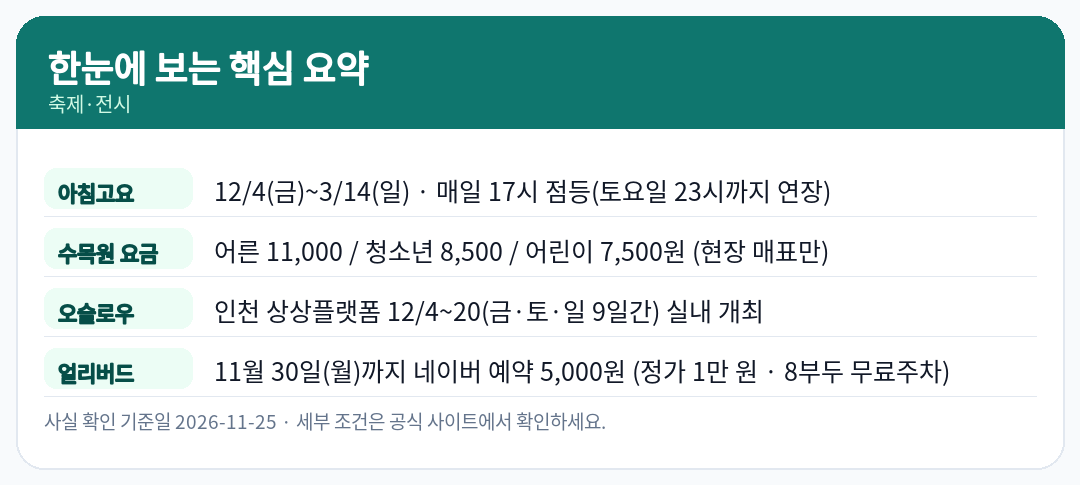 한눈에 보는 핵심 요약
축제·전시
아침고요 12/4(금)~3/14(일) · 매일 17시 점등(토요일 23시까지 연장)
수목원 요금 어른 11,000 / 청소년 8,500 / 어린이 7,500원 (현장 매표만)
오슬로우 인천 상상플랫폼 12/4~20(금·토·일 9일간) 실내 개최
얼리버드 11월 30일(월)까지 네이버 예약 5,000원 (정가 1만 원 · 8부두 무료주차)
사실 확인 기준일 2026-11-25 · 세부 조건은 공식 사이트에서 확인하세요.